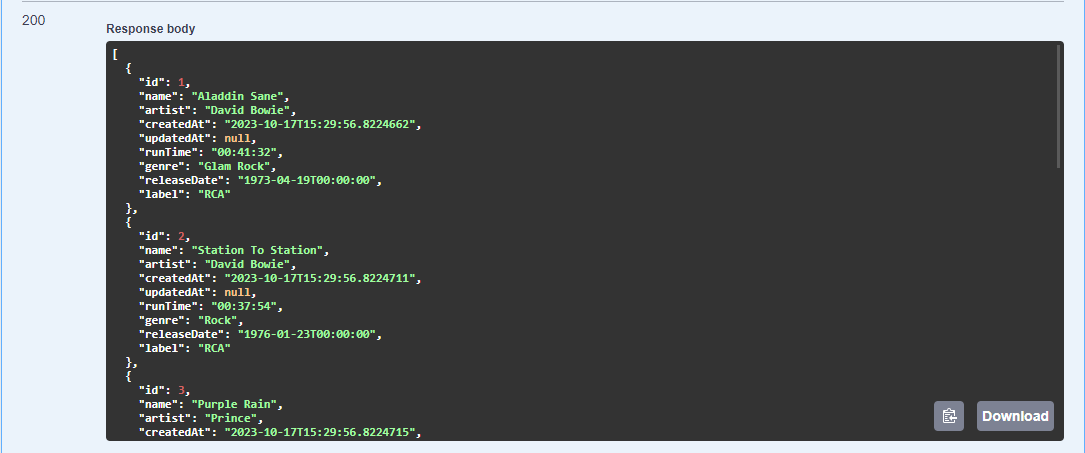 200
Response body
[
  {
    "id": 1,
    "name": "Aladdin Sane",
    "artist": "David Bowie",
    "createdAt": "2023-10-17T15:29:56.8224662",
    "updatedAt": null,
    "runTime": "00:41:32",
    "genre": "Glam Rock",
    "releaseDate": "1973-04-19T00:00:00",
    "label": "RCA"
  },
  {
    "id": 2,
    "name": "Station To Station",
    "artist": "David Bowie",
    "createdAt": "2023-10-17T15:29:56.8224711",
    "updatedAt": null,
    "runTime": "00:37:54",
    "genre": "Rock",
    "releaseDate": "1976-01-23T00:00:00",
    "label": "RCA"
  },
  {
    "id": 3,
    "name": "Purple Rain",
    "artist": "Prince",
    "createdAt": "2023-10-17T15:29:56.8224715",
Download